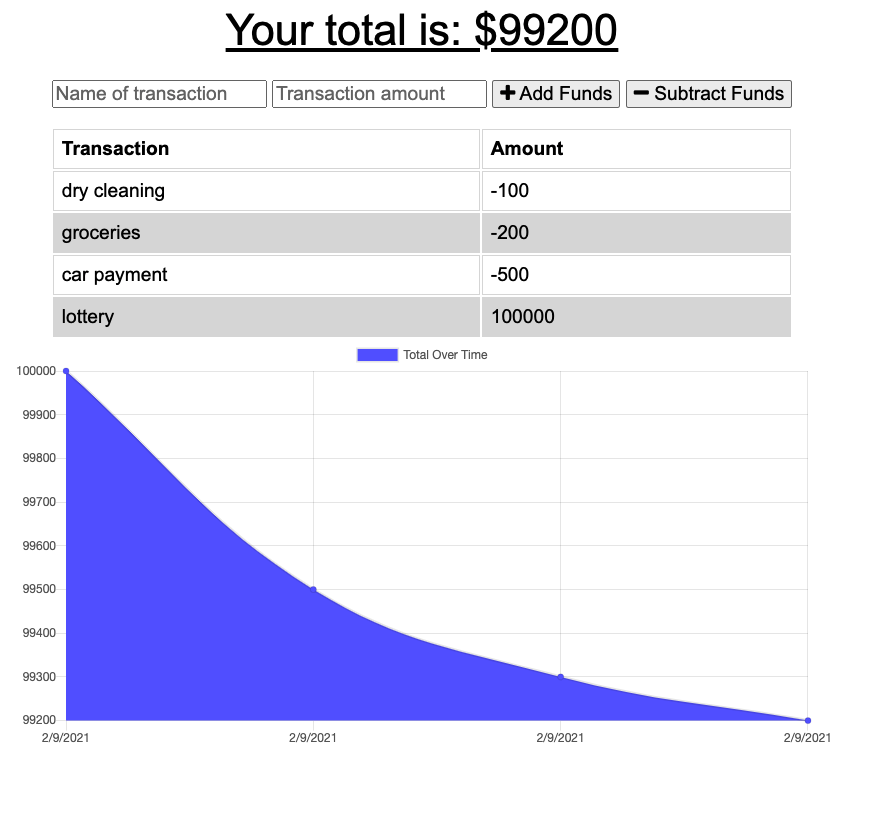 Your total is: $99200
Name of transaction Transaction amount Add Funds Subtract Funds
Transaction Amount
dry cleaning -100
groceries -200
car payment -500
lottery 100000
Total Over Time
100000
99900
99800
99700
99600
99500
99400
99300
99200
2/9/2021 2/9/2021 2/9/2021 2/9/2021